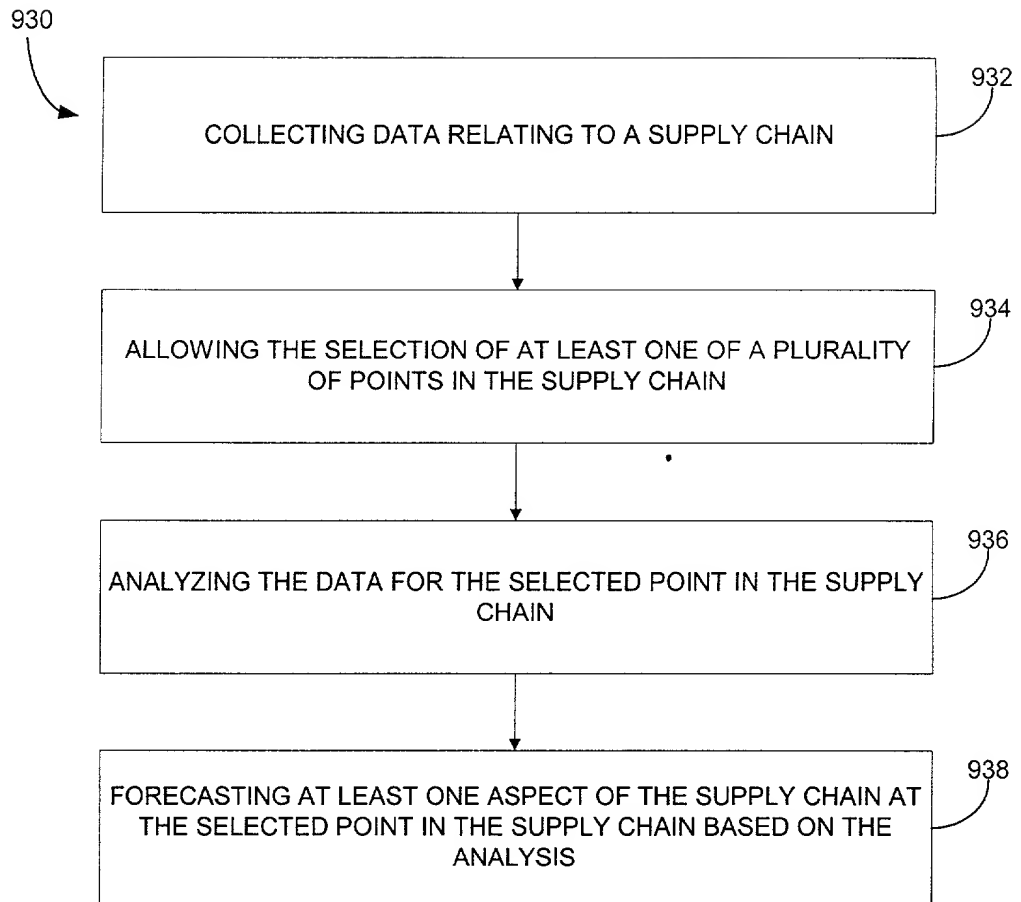 930
932
COLLECTING DATA RELATING TO A SUPPLY CHAIN
934
ALLOWING THE SELECTION OF AT LEAST ONE OF A PLURALITY
OF POINTS IN THE SUPPLY CHAIN
936
ANALYZING THE DATA FOR THE SELECTED POINT IN THE SUPPLY
CHAIN
938
FORECASTING AT LEAST ONE ASPECT OF THE SUPPLY CHAIN AT
THE SELECTED POINT IN THE SUPPLY CHAIN BASED ON THE
ANALYSIS